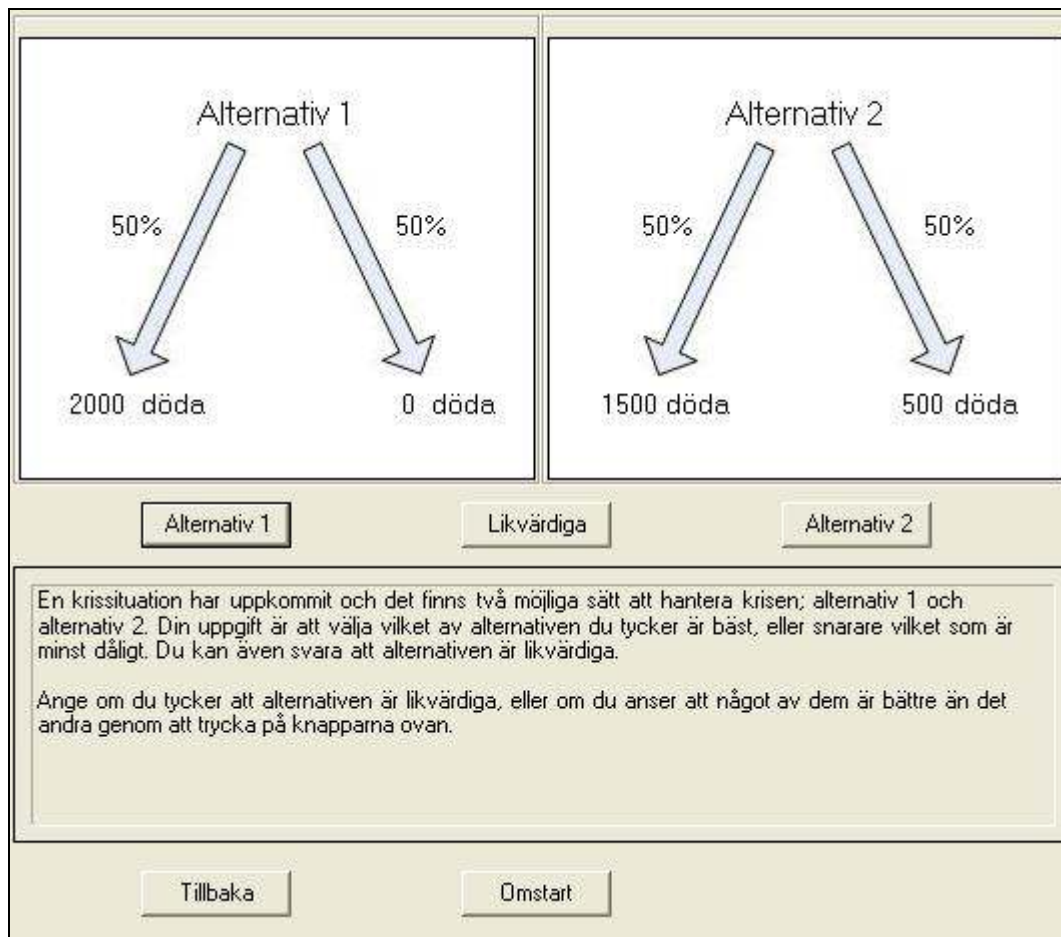 Alternativ 1
50%
50%
2000 döda
0 döda
Alternativ 2
50%
50%
1500 döda
500 döda
Alternativ 1
Likvärdiga
Alternativ 2
En krissituation har uppkommit och det finns två möjliga sätt att hantera krisen; alternativ 1 och
alternativ 2. Din uppgift är att välja vilket av alternativen du tycker är bäst, eller snarare vilket som är
minst dåligt. Du kan även svara att alternativen är likvärdiga.
Ange om du tycker att alternativen är likvärdiga, eller om du anser att något av dem är bättre än det
andra genom att trycka på knapparna ovan.
Tillbaka
Omstart